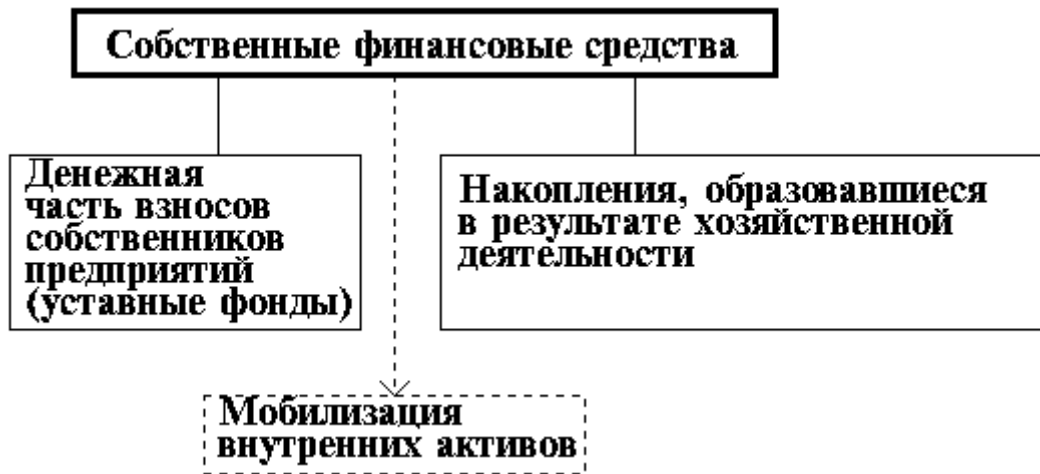 Собственные финансовые средства
Денежная
часть взносов
собственников
предприятий
(уставные фонды)
Накопления, образовавшиеся
в результате хозяйственной
деятельности
Мобилизация
внутренних активов